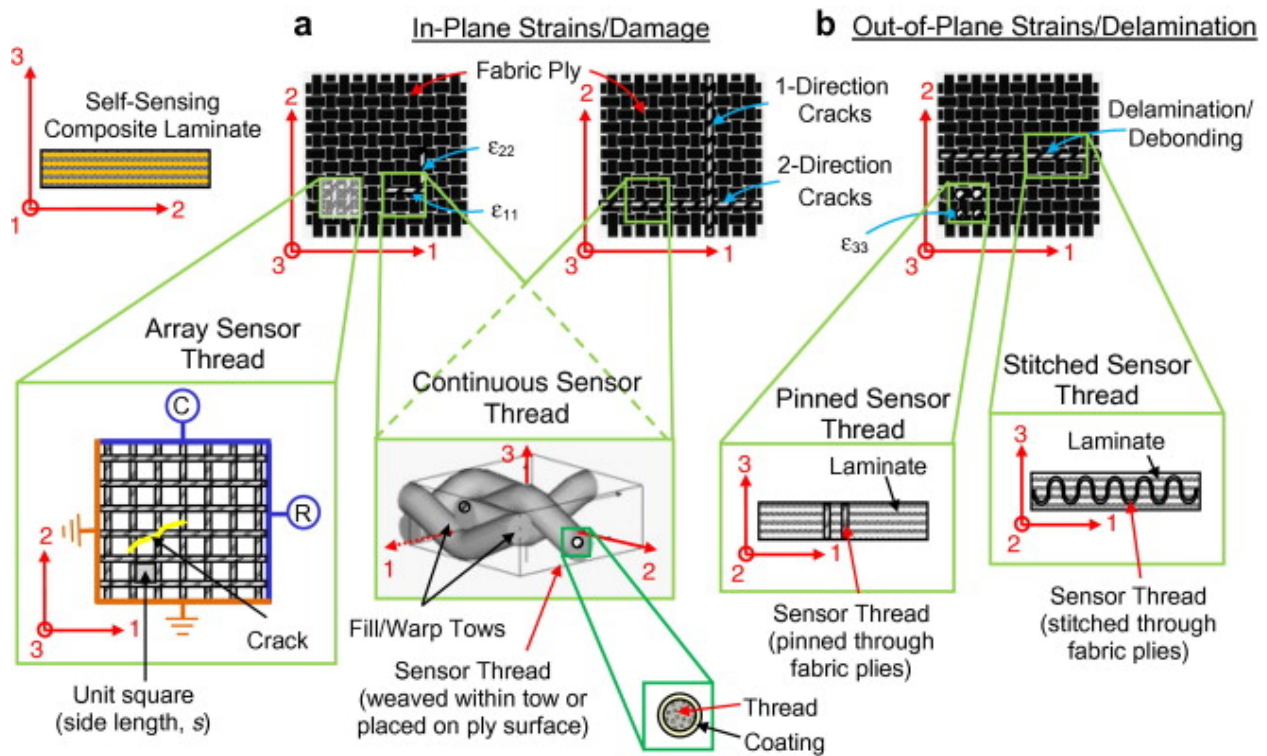 a
In-Plane Strains/Damage
b
Out-of-Plane Strains/Delamination
3
Self-Sensing
Composite Laminate
1
2
Fabric Ply
2
ε22
ε11
3
1
2
1-Direction
Cracks
2-Direction
Cracks
3
1
2
Delamination/
Debonding
ε33
3
1
Array Sensor
Thread
C
R
2
1
3
Crack
Unit square
(side length, s)
Continuous Sensor
Thread
3
1
2
Fill/Warp Tows
Sensor Thread
(weaved within tow or
placed on ply surface)
Thread
Coating
Pinned Sensor
Thread
3
Laminate
1
2
Sensor Thread
(pinned through
fabric plies)
Stitched Sensor
Thread
3
Laminate
1
2
Sensor Thread
(stitched through
fabric plies)